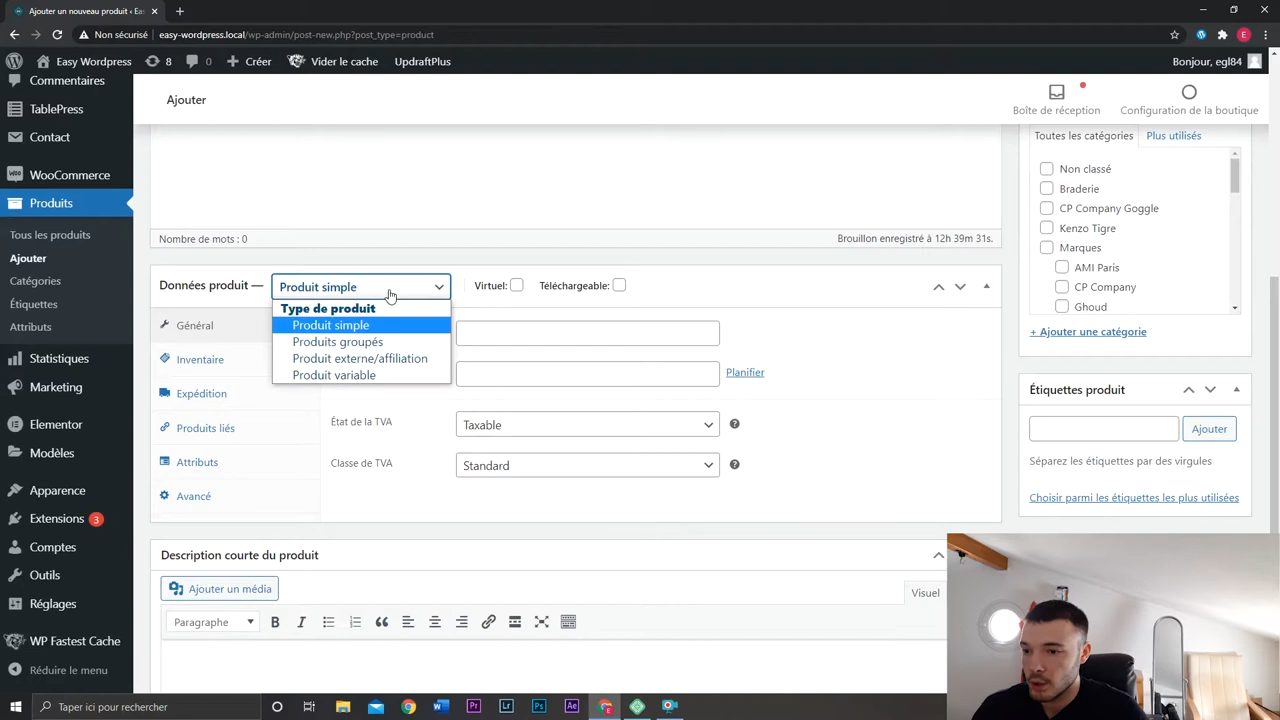 Ajouter un nouveau produit ‹ Eas
Non sécurisé easy-wordpress.local/wp-admin/post-new.php?post_type=product
E
Easy Wordpress 8 0 Créer Vider le cache UpdraftPlus Bonjour, egl84
Commentaires
TablePress
Contact
WooCommerce
Produits
Tous les produits
Ajouter
Catégories
Étiquettes
Attributs
Statistiques
Marketing
Elementor
Modèles
Apparence
Extensions 3
Comptes
Outils
Réglages
WP Fastest Cache
Réduire le menu
Ajouter
Boîte de réception
Configuration de la boutique
Nombre de mots : 0
Brouillon enregistré à 12h 39m 31s.
Données produit —
Produit simple
Virtuel:
Téléchargeable:
Type de produit
Produit simple
Produits groupés
Produit externe/affiliation
Produit variable
Général
Inventaire
Expédition
Produits liés
Attributs
Avancé
Planifier
État de la TVA
Taxable
Classe de TVA
Standard
Description courte du produit
Ajouter un média
Visuel
Paragraphe
B I
Toutes les catégories
Plus utilisés
Non classé
Braderie
CP Company Goggle
Kenzo Tigre
Marques
AMI Paris
CP Company
Ghoud
+ Ajouter une catégorie
Étiquettes produit
Ajouter
Séparez les étiquettes par des virgules
Choisir parmi les étiquettes les plus utilisées
Taper ici pour rechercher
Pr
Lr
Ps
Ae